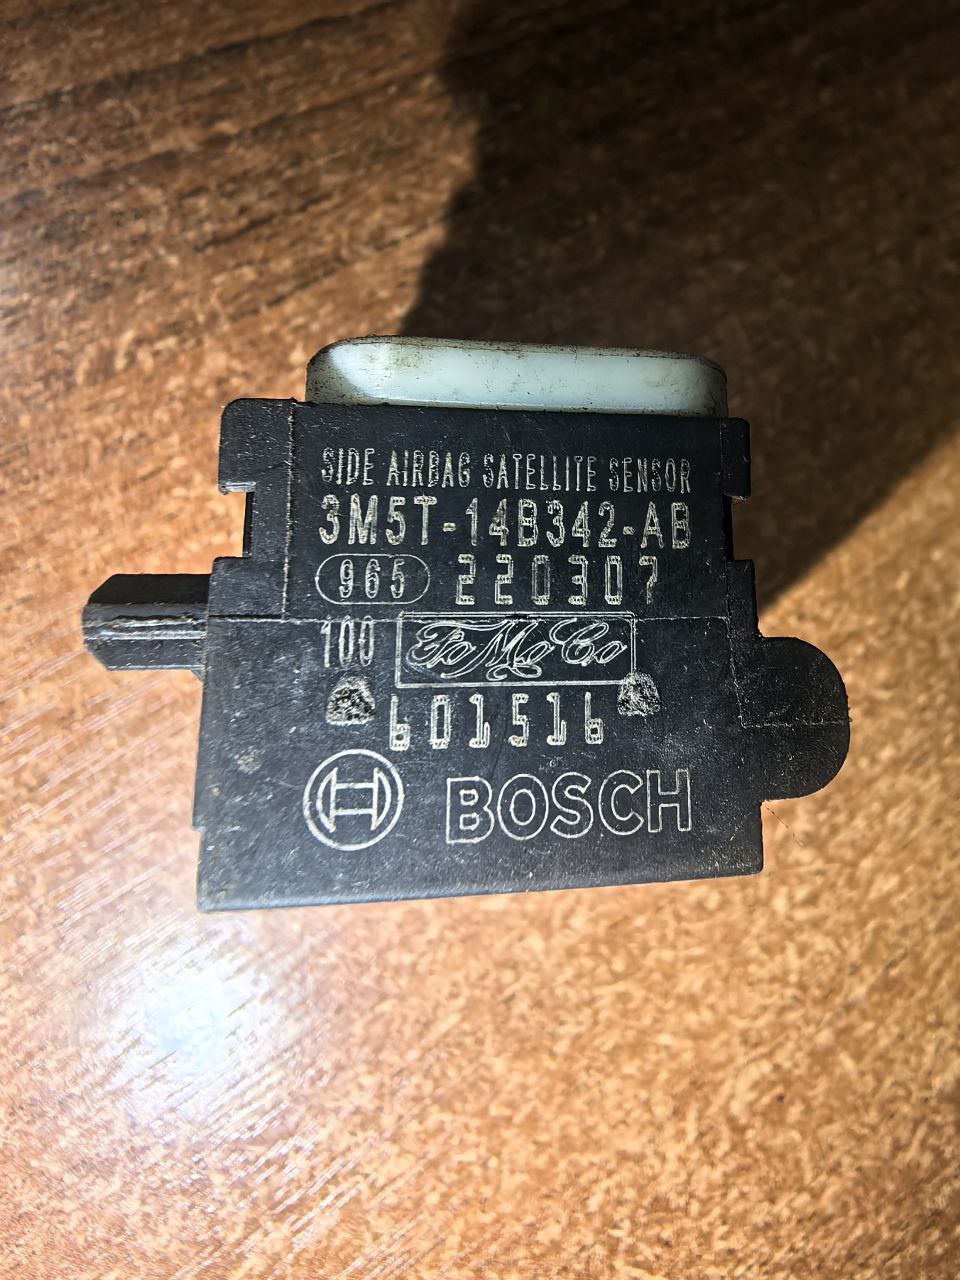 SIDE AIRBAG SATELLITE SENSOR
3M5T-14B342-AB
965 220307
100 FoMoCo
601516
BOSCH